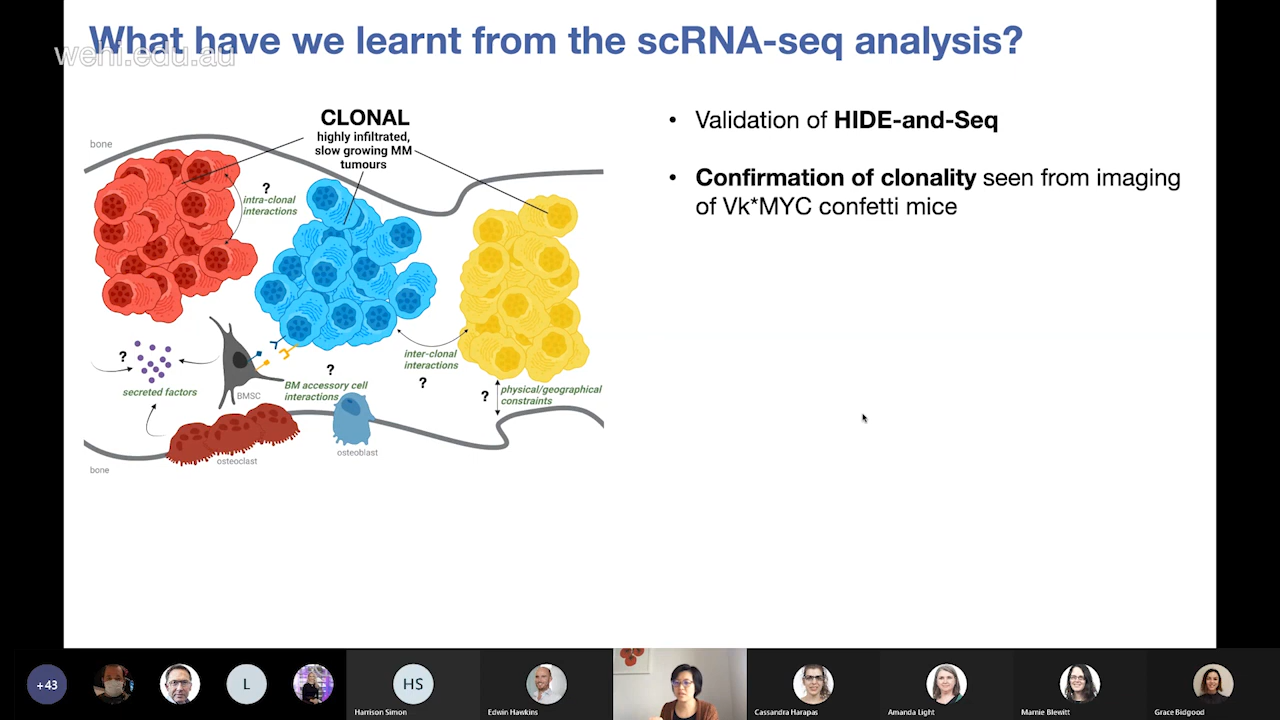 What have we learnt from the scRNA-seq analysis?
wehi.edu.au
CLONAL
highly infiltrated,
slow growing MM
tumours
bone
?
intra-clonal
interactions
inter-clonal
interactions
?
?
secreted factors
BMSC
?
BM accessory cell
interactions
?
physical/geographical
constraints
osteoclast
osteoblast
bone
• Validation of HIDE-and-Seq
• Confirmation of clonality seen from imaging
of Vk*MYC confetti mice
+43
L
HS
Harrison Simon
Edwin Hawkins
Cassandra Harapas
Amanda Light
Marnie Blewitt
Grace Bidgood